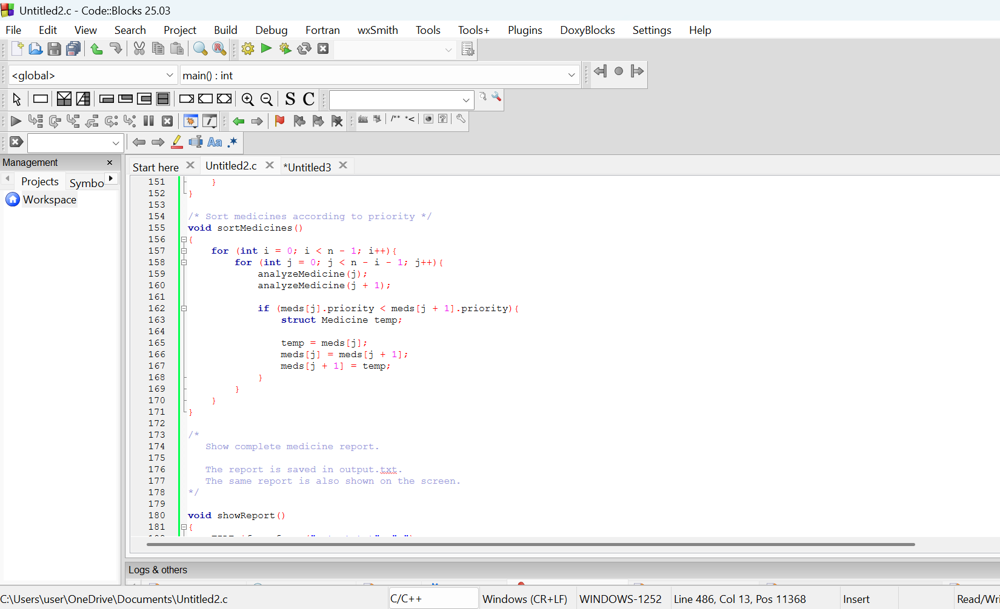 Untitled2.c - Code::Blocks 25.03
File Edit View Search Project Build Debug Fortran wxSmith Tools Tools+ Plugins DoxyBlocks Settings Help
<global> main() : int
S C
/** *<
Aa .*
Management
Start here Untitled2.c *Untitled3
Projects Symbo
Workspace
151 }
152 }
153
154 /* Sort medicines according to priority */
155 void sortMedicines()
156 {
157 for (int i = 0; i < n - 1; i++){
158 for (int j = 0; j < n - i - 1; j++){
159 analyzeMedicine(j);
160 analyzeMedicine(j + 1);
161
162 if (meds[j].priority < meds[j + 1].priority){
163 struct Medicine temp;
164
165 temp = meds[j];
166 meds[j] = meds[j + 1];
167 meds[j + 1] = temp;
168 }
169 }
170 }
171 }
172
173 /*
174 Show complete medicine report.
175
176 The report is saved in output.txt.
177 The same report is also shown on the screen.
178 */
179
180 void showReport()
181 {
Logs & others
C:\Users\user\OneDrive\Documents\Untitled2.c C/C++ Windows (CR+LF) WINDOWS-1252 Line 486, Col 13, Pos 11368 Insert Read/Wri